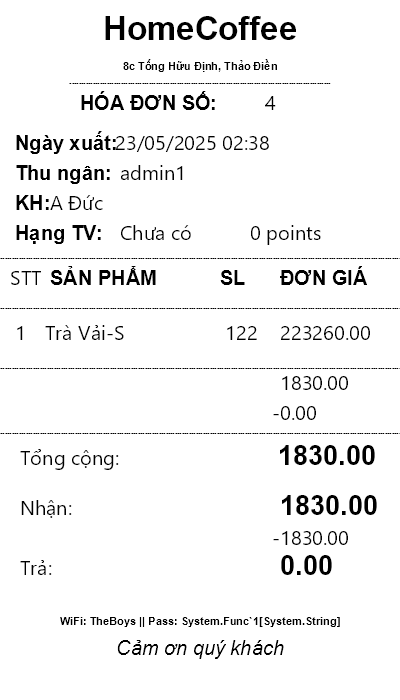 HomeCoffee
8c Tống Hữu Định, Thảo Điền
HÓA ĐƠN SỐ: 4
Ngày xuất:23/05/2025 02:38
Thu ngân: admin1
KH:A Đức
Hạng TV: Chưa có 0 points
STT SẢN PHẨM SL ĐƠN GIÁ
1 Trà Vải-S 122 223260.00
1830.00
-0.00
Tổng cộng: 1830.00
Nhận: 1830.00
-1830.00
Trả: 0.00
WiFi: TheBoys || Pass: System.Func`1[System.String]
Cảm ơn quý khách